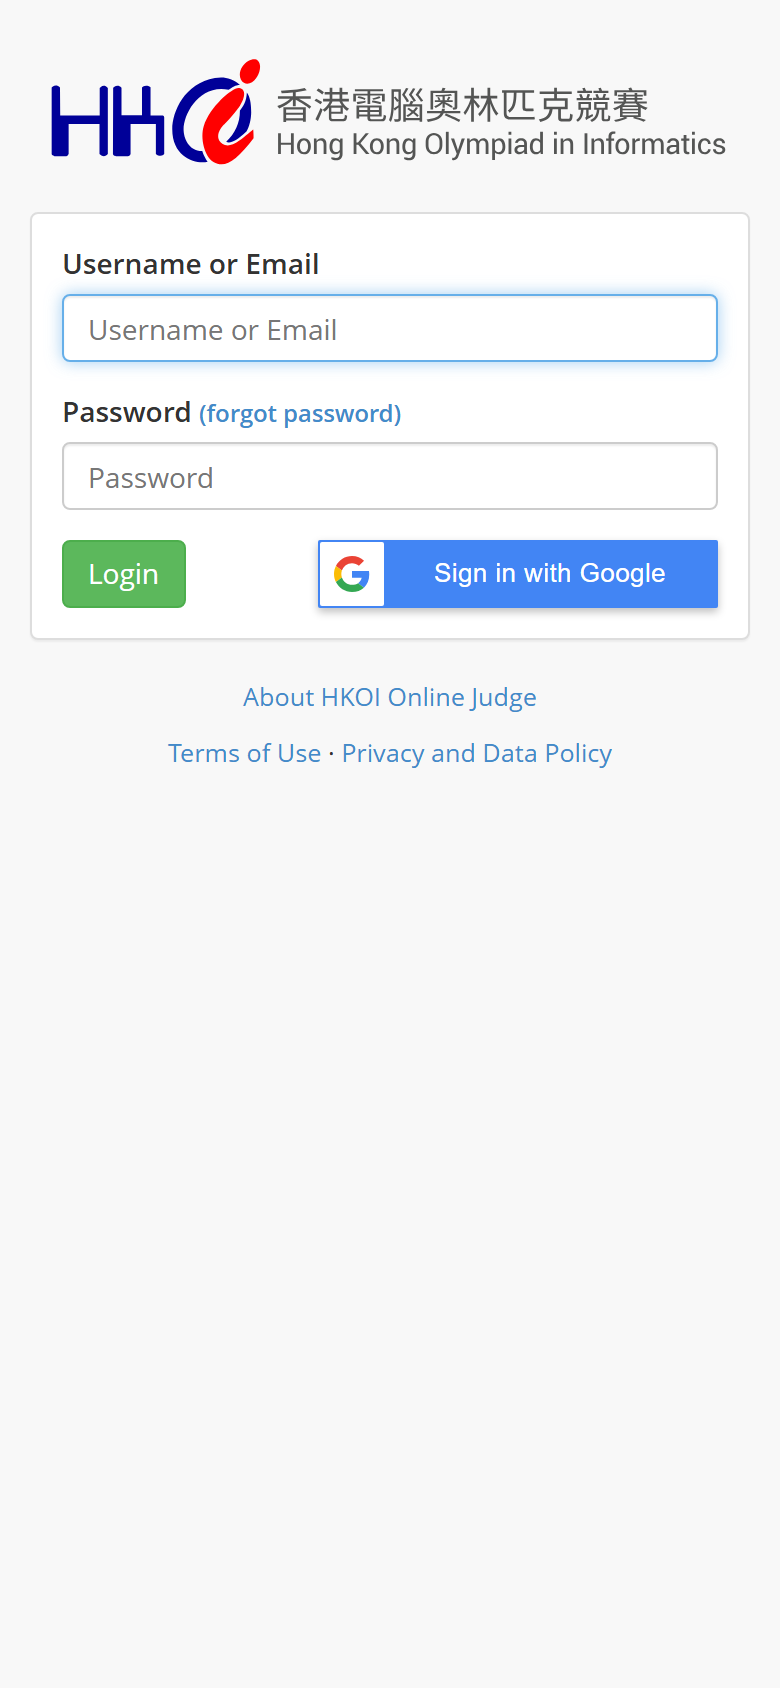 HKOI 香港電腦奧林匹克競賽
Hong Kong Olympiad in Informatics
Username or Email
Username or Email
Password (forgot password)
Password
Login
Sign in with Google
About HKOI Online Judge
Terms of Use · Privacy and Data Policy